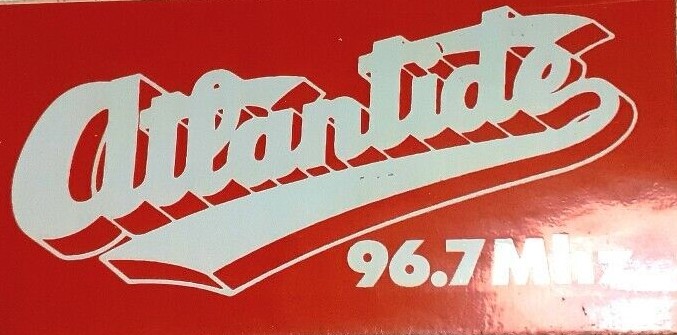 Atlantide
96.7 Mhz